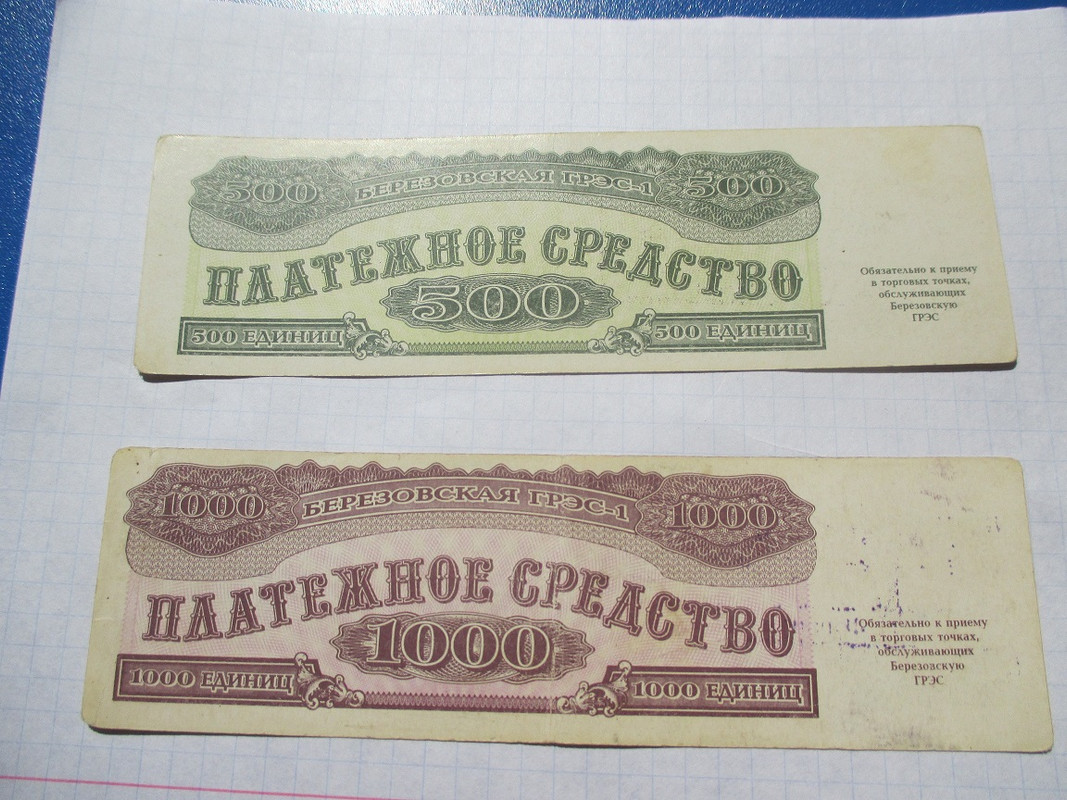 500 БЕРЕЗОВСКАЯ ГРЭС-1 500
ПЛАТЕЖНОЕ СРЕДСТВО
500
500 ЕДИНИЦ 500 ЕДИНИЦ
Обязательно к приему
в торговых точках,
обслуживающих
Березовскую
ГРЭС
1000 БЕРЕЗОВСКАЯ ГРЭС-1 1000
ПЛАТЕЖНОЕ СРЕДСТВО
1000
1000 ЕДИНИЦ 1000 ЕДИНИЦ
Обязательно к приему
в торговых точках,
обслуживающих
Березовскую
ГРЭС